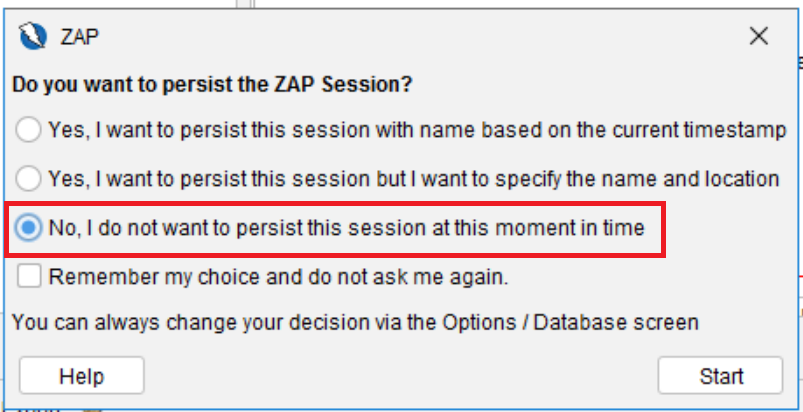 ZAP
Do you want to persist the ZAP Session?
Yes, I want to persist this session with name based on the current timestamp
Yes, I want to persist this session but I want to specify the name and location
No, I do not want to persist this session at this moment in time
Remember my choice and do not ask me again.
You can always change your decision via the Options / Database screen
Help
Start